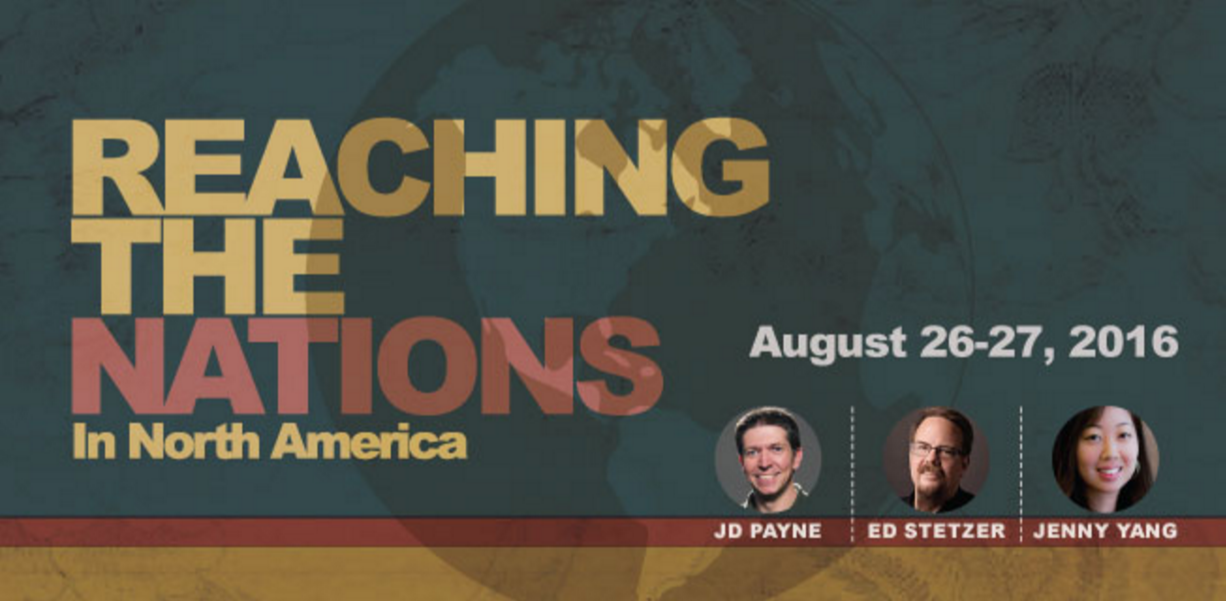 REACHING
THE
NATIONS
In North America
August 26-27, 2016
JD PAYNE
ED STETZER
JENNY YANG